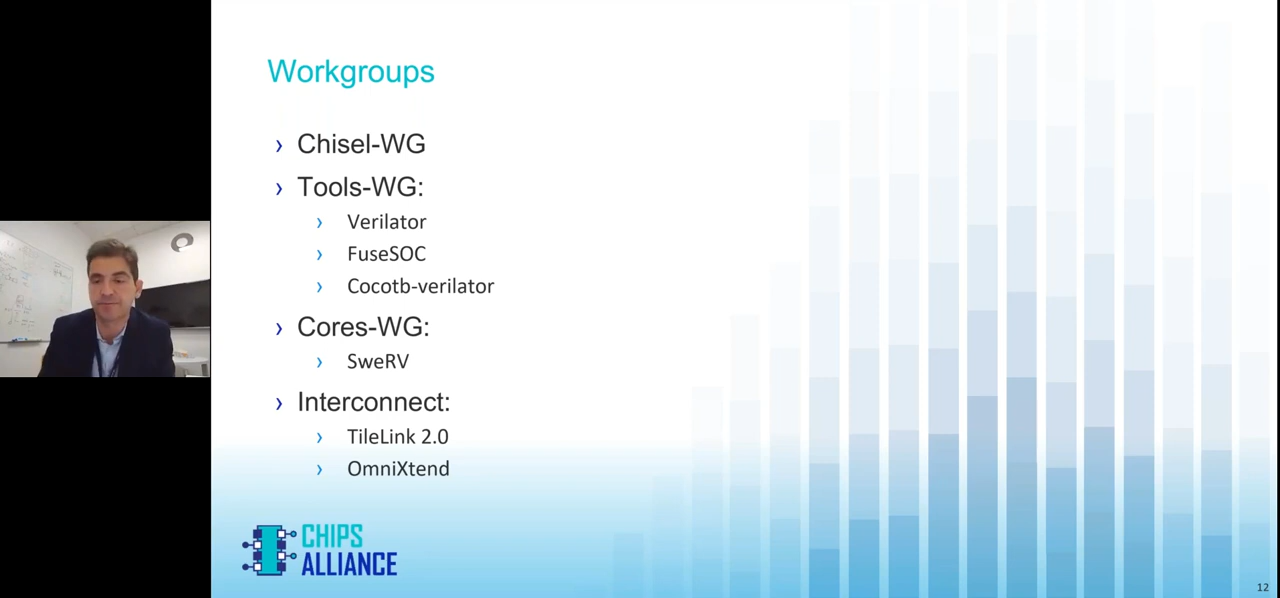 Workgroups
› Chisel-WG
› Tools-WG:
› Verilator
› FuseSOC
› Cocotb-verilator
› Cores-WG:
› SweRV
› Interconnect:
› TileLink 2.0
› OmniXtend
CHIPS
ALLIANCE
12